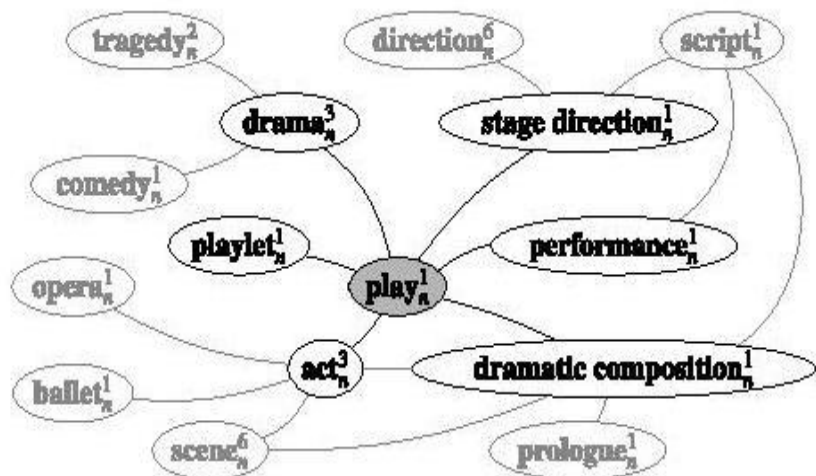 tragedy²ₙ
direction⁶ₙ
script¹ₙ
drama³ₙ
stage direction¹ₙ
comedy¹ₙ
playlet¹ₙ
performance¹ₙ
opera¹ₙ
play¹ₙ
act³ₙ
dramatic composition¹ₙ
ballet¹ₙ
scene⁶ₙ
prologue¹ₙ